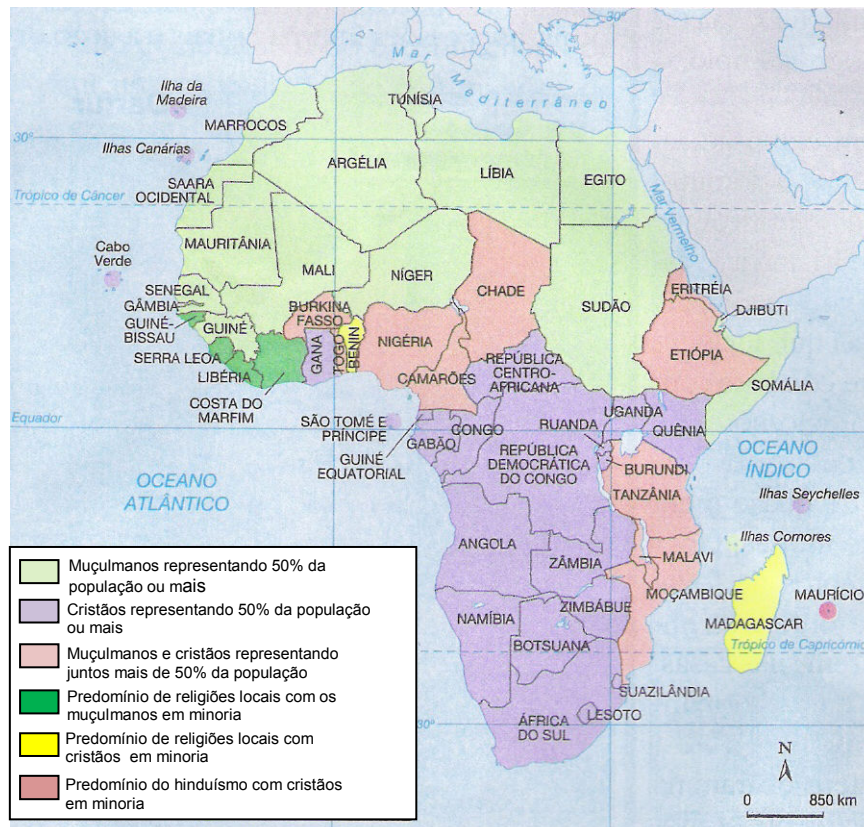 Mar Mediterrâneo
Ilha da
Madeira
TUNÍSIA
MARROCOS
30º
30º
Ilhas Canárias
ARGÉLIA
LÍBIA
EGITO
SAARA
OCIDENTAL
Trópico de Câncer
Mar Vermelho
MAURITÂNIA
Cabo
Verde
MALI
NÍGER
CHADE
SUDÃO
ERITRÉIA
DJIBUTI
SENEGAL
GÂMBIA
GUINÉ-
BISSAU
GUINÉ
BURKINA
FASSO
NIGÉRIA
ETIÓPIA
SERRA LEOA
LIBÉRIA
COSTA DO
MARFIM
GANA
TOGO
BENIN
CAMARÕES
REPÚBLICA
CENTRO-
AFRICANA
SOMÁLIA
Equador
SÃO TOMÉ E
PRÍNCIPE
GUINÉ
EQUATORIAL
GABÃO
CONGO
REPÚBLICA
DEMOCRÁTICA
DO CONGO
RUANDA
UGANDA
QUÊNIA
BURUNDI
TANZÂNIA
OCEANO
ÍNDICO
OCEANO
ATLÂNTICO
Ilhas Seychelles
Ilhas Comores
ANGOLA
ZÂMBIA
MALAVI
MOÇAMBIQUE
MAURÍCIO
MADAGASCAR
NAMÍBIA
ZIMBÁBUE
BOTSUANA
Trópico de Capricórnio
SUAZILÂNDIA
LESOTO
ÁFRICA
DO SUL
30º
N
0 850 km
Muçulmanos representando 50% da
população ou mais
Cristãos representando 50% da população
ou mais
Muçulmanos e cristãos representando
juntos mais de 50% da população
Predomínio de religiões locais com os
muçulmanos em minoria
Predomínio de religiões locais com
cristãos em minoria
Predomínio do hinduísmo com cristãos
em minoria